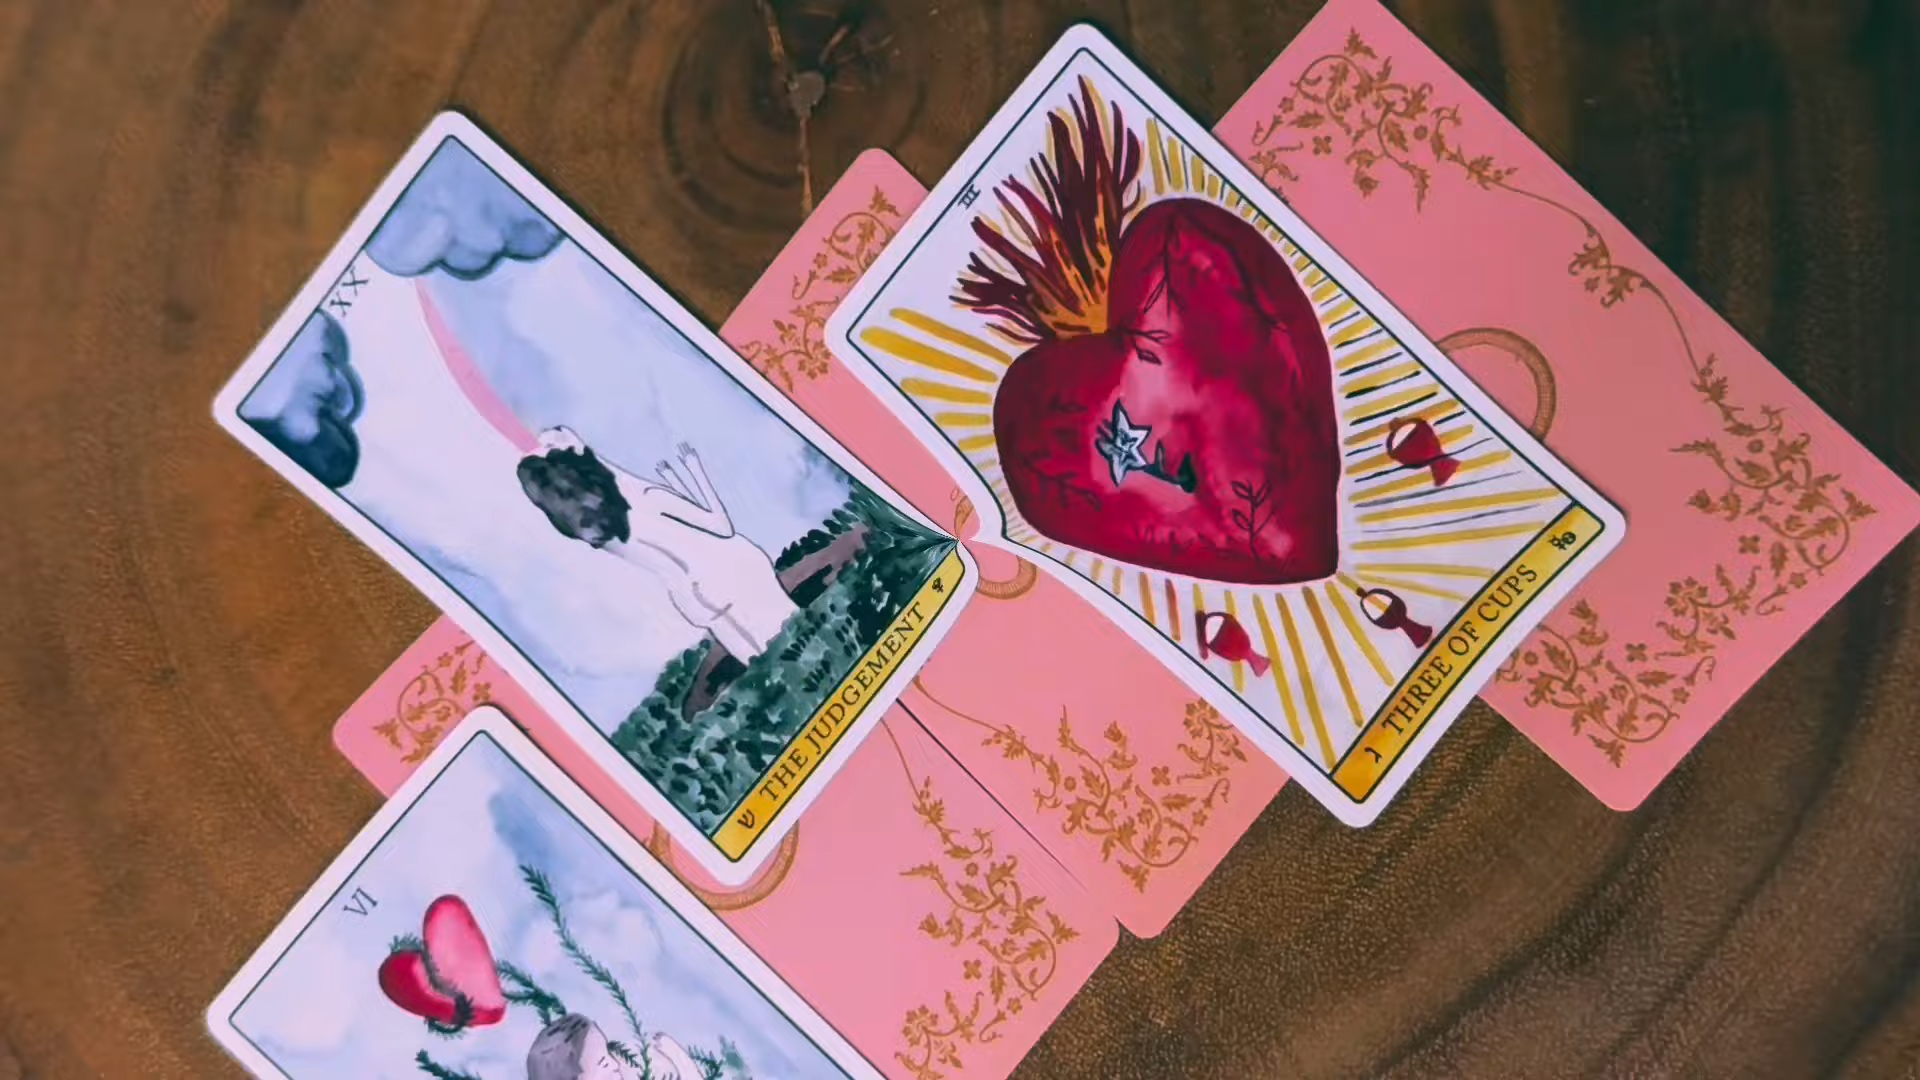 XX
ש THE JUDGEMENT
III
ג THREE OF CUPS
VI